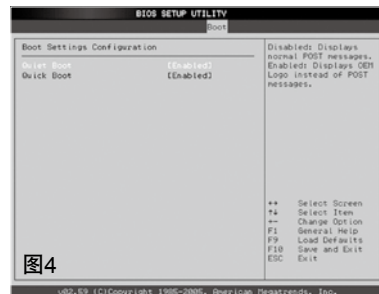 BIOS SETUP UTILITY
Boot
Boot Settings Configuration
Quiet Boot [Enabled]
Quick Boot [Enabled]
Disabled: Displays
normal POST messages.
Enabled: Displays OEM
Logo instead of POST
messages.
↔ Select Screen
↑↓ Select Item
+- Change Option
F1 General Help
F9 Load Defaults
F10 Save and Exit
ESC Exit
图4
v02.59 (C)Copyright 1985-2005, American Megatrends, Inc.